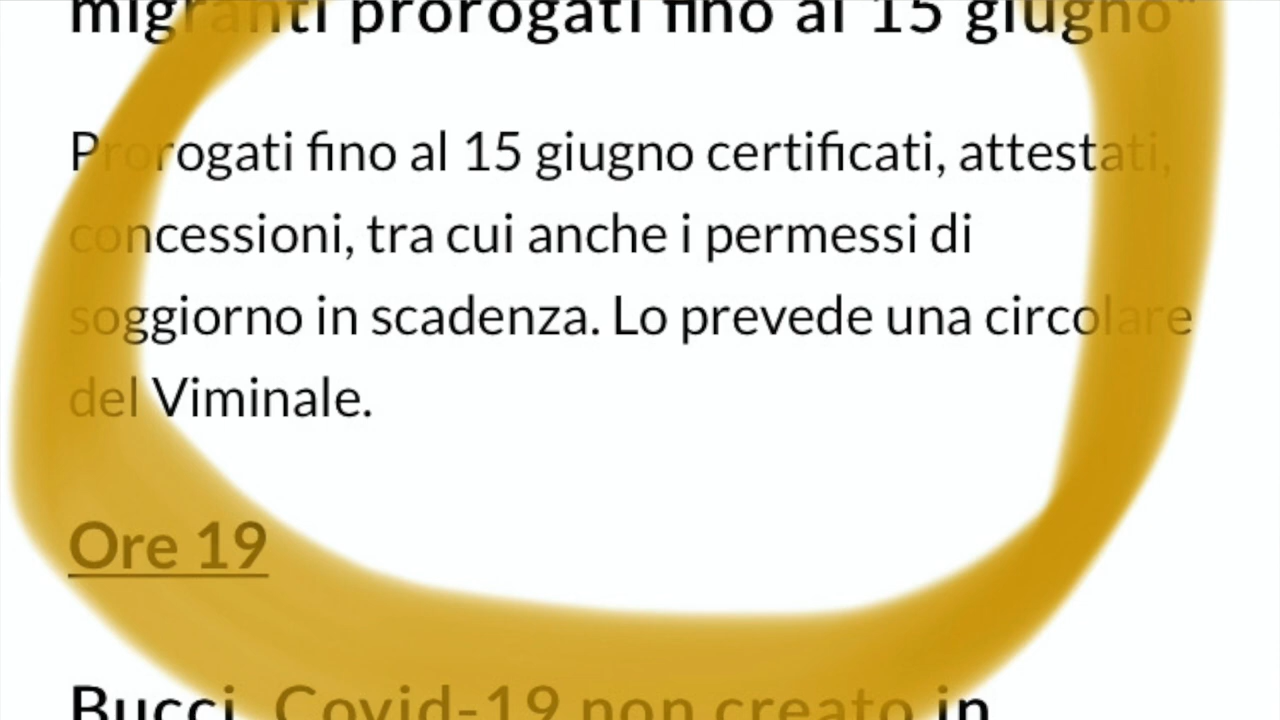 migranti prorogati fino al 15 giugno"
Prorogati fino al 15 giugno certificati, attestati,
concessioni, tra cui anche i permessi di
soggiorno in scadenza. Lo prevede una circolare
del Viminale.
Ore 19
Bucci, Covid-19 non creato in